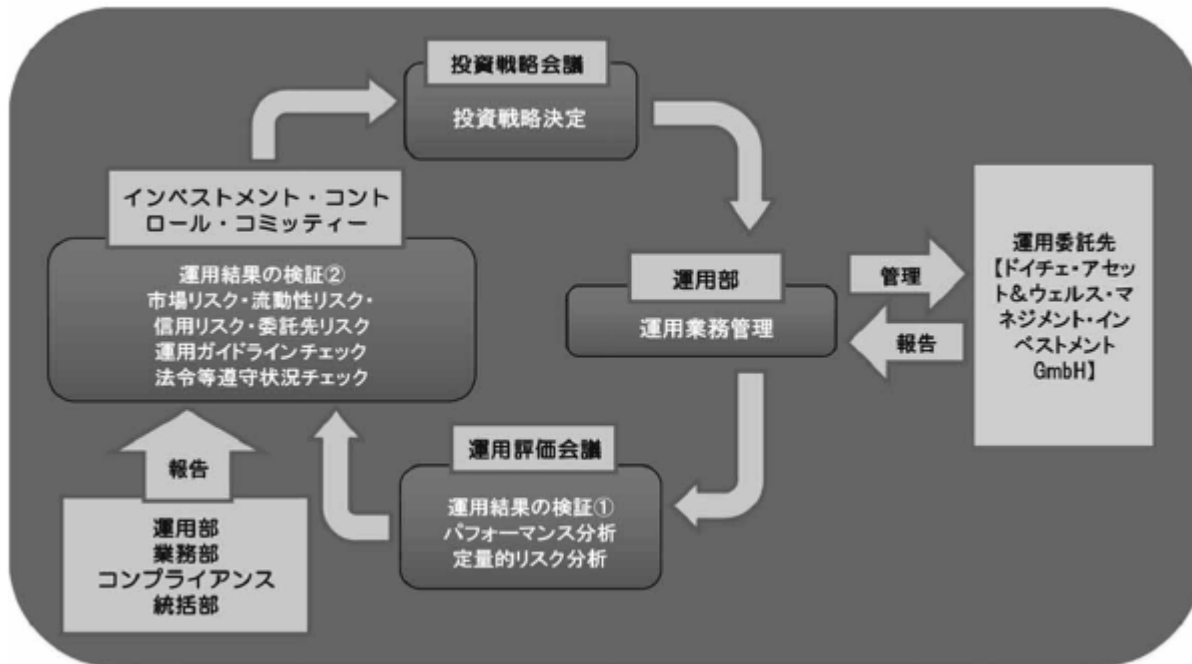 投資戦略会議
投資戦略決定
インベストメント・コント
ロール・コミッティー
運用結果の検証②
市場リスク・流動性リスク・
信用リスク・委託先リスク
運用ガイドラインチェック
法令等遵守状況チェック
運用部
運用業務管理
管理
報告
運用委託先
【ドイチェ・アセッ
ト&ウェルス・マ
ネジメント・イン
ベストメント
GmbH】
運用評価会議
運用結果の検証①
パフォーマンス分析
定量的リスク分析
報告
運用部
業務部
コンプライアンス
統括部